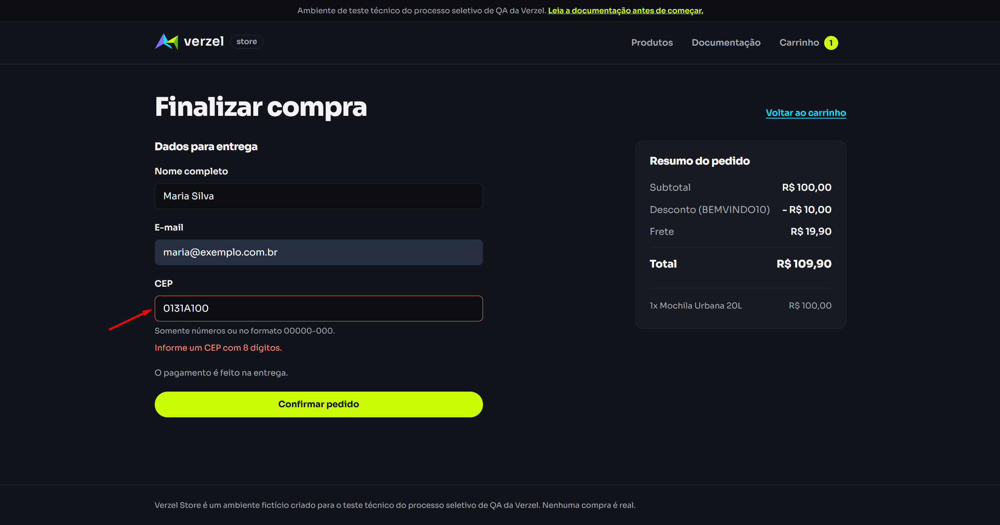 Ambiente de teste técnico do processo seletivo de QA da Verzel. Leia a documentação antes de começar.
verzel store
Produtos Documentação Carrinho 1
Finalizar compra
Voltar ao carrinho
Dados para entrega
Nome completo
Maria Silva
E-mail
maria@exemplo.com.br
CEP
0131A100
Somente números ou no formato 00000-000.
Informe um CEP com 8 dígitos.
O pagamento é feito na entrega.
Confirmar pedido
Resumo do pedido
Subtotal R$ 100,00
Desconto (BEMVINDO10) - R$ 10,00
Frete R$ 19,90
Total R$ 109,90
1x Mochila Urbana 20L R$ 100,00
Verzel Store é um ambiente fictício criado para o teste técnico do processo seletivo de QA da Verzel. Nenhuma compra é real.